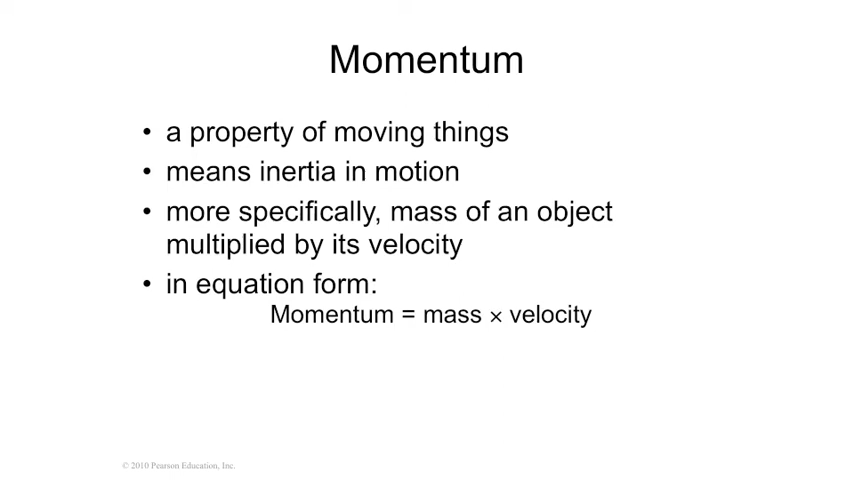 Momentum
• a property of moving things
• means inertia in motion
• more specifically, mass of an object
multiplied by its velocity
• in equation form:
Momentum = mass × velocity
© 2010 Pearson Education, Inc.